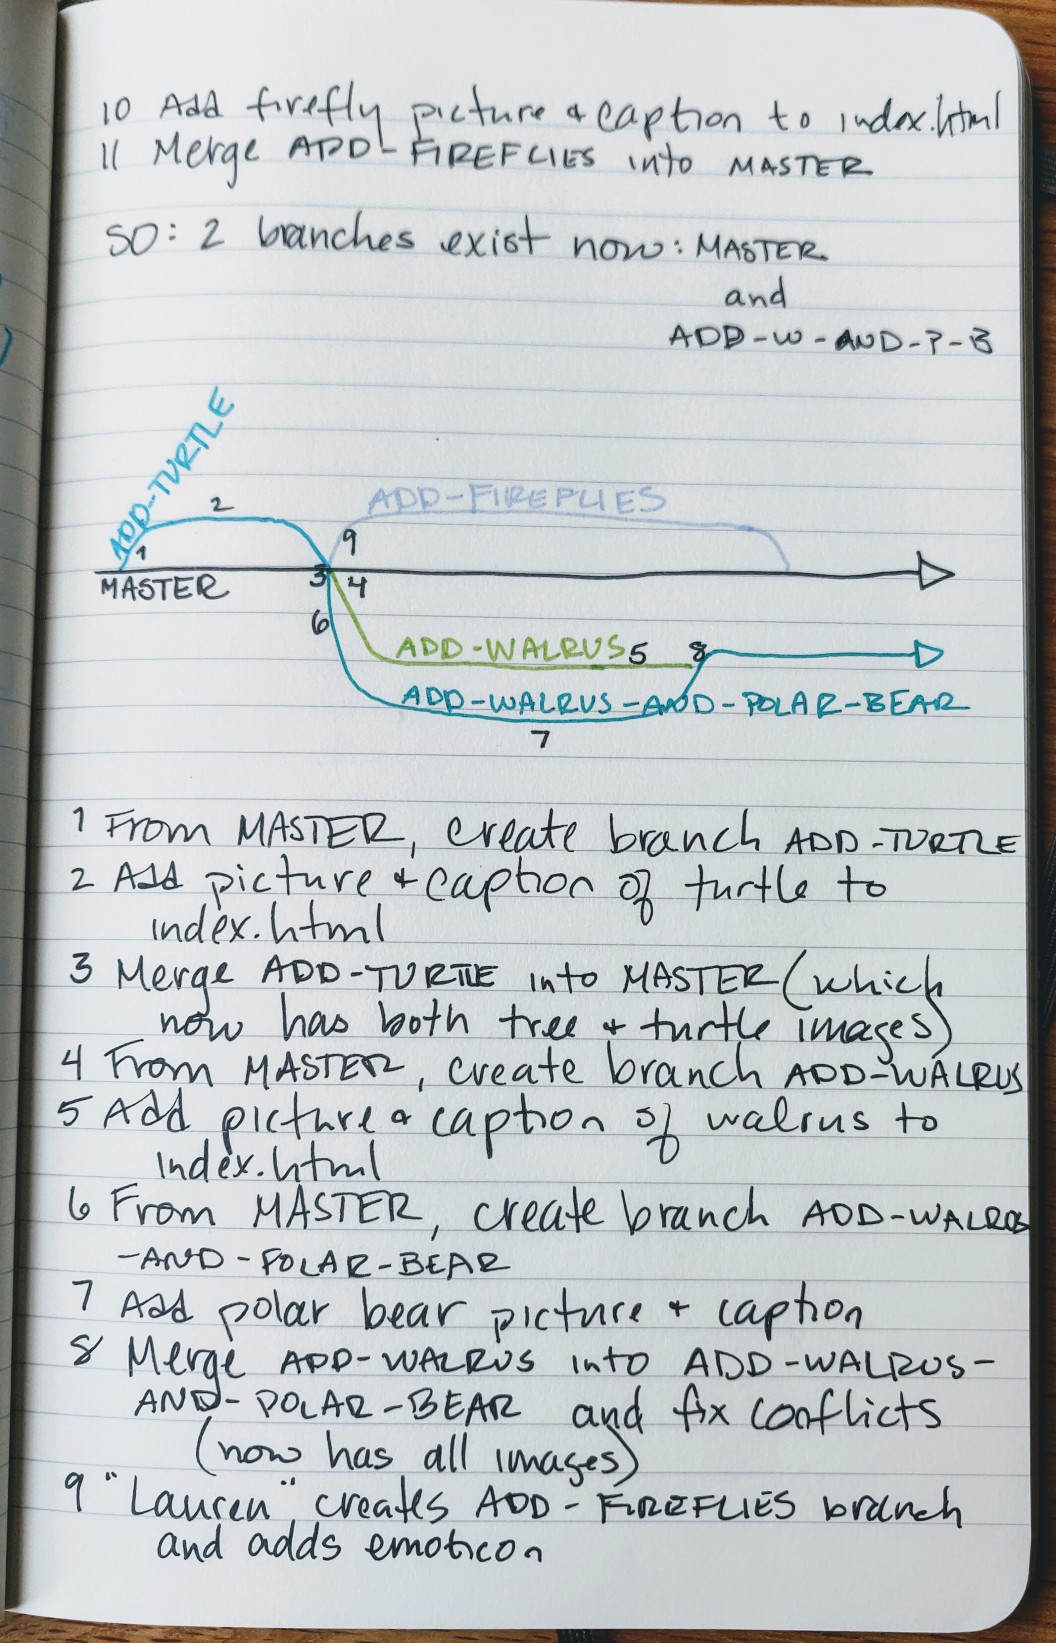 10 Add firefly picture & caption to index.html
11 Merge ADD-FIREFLIES into MASTER
SO: 2 branches exist now: MASTER
and
ADD-W-AND-P-B
ADD-TURTLE
2
ADD-FIREFLIES
1
9
MASTER
3
4
6
ADD-WALRUS
5
8
ADD-WALRUS-AND-POLAR-BEAR
7
1 From MASTER, create branch ADD-TURTLE
2 Add picture & caption of turtle to
index.html
3 Merge ADD-TURTLE into MASTER (which
now has both tree & turtle images)
4 From MASTER, create branch ADD-WALRUS
5 Add picture & caption of walrus to
index.html
6 From MASTER, create branch ADD-WALRUS
-AND-POLAR-BEAR
7 Add polar bear picture & caption
8 Merge ADD-WALRUS into ADD-WALRUS-
AND-POLAR-BEAR and fix conflicts
(now has all images)
9 "Lauren" creates ADD-FIREFLIES branch
and adds emoticon